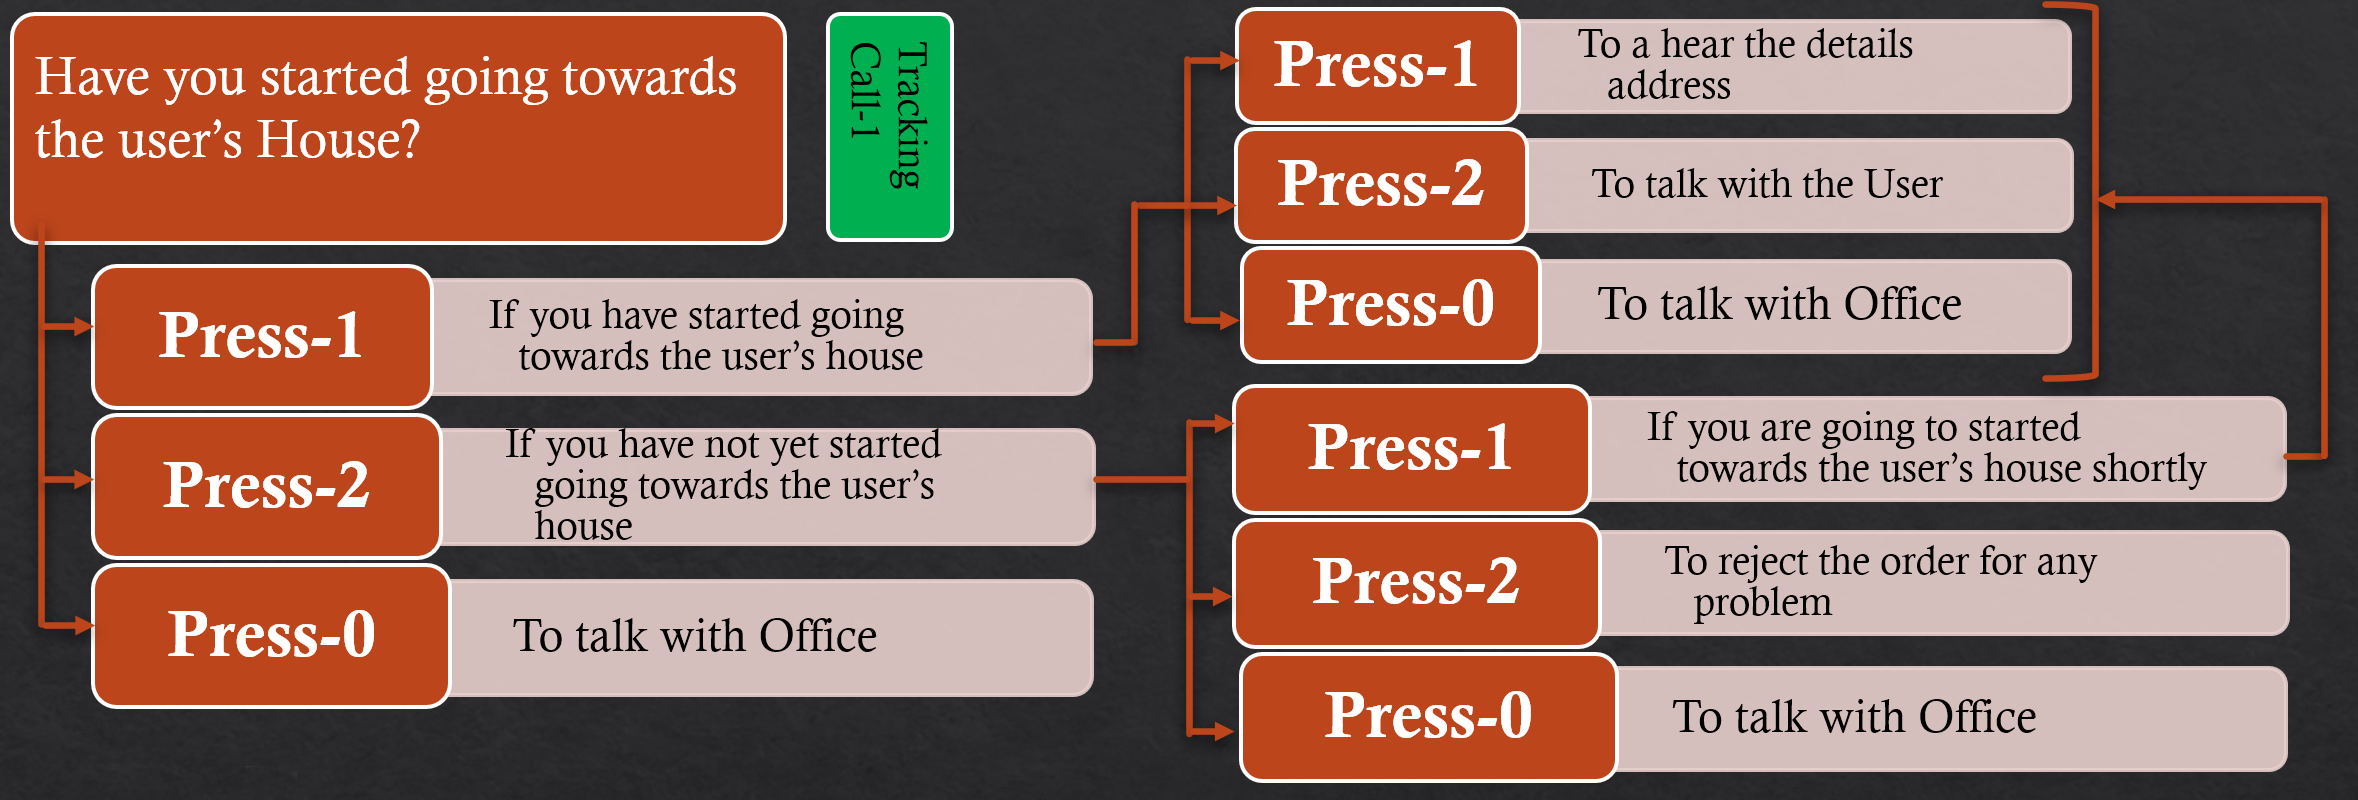 Have you started going towards
the user’s House?
Tracking
Call-1
Press-1
If you have started going
towards the user’s house
Press-2
If you have not yet started
going towards the user’s
house
Press-0
To talk with Office
Press-1
To a hear the details
address
Press-2
To talk with the User
Press-0
To talk with Office
Press-1
If you are going to started
towards the user’s house shortly
Press-2
To reject the order for any
problem
Press-0
To talk with Office